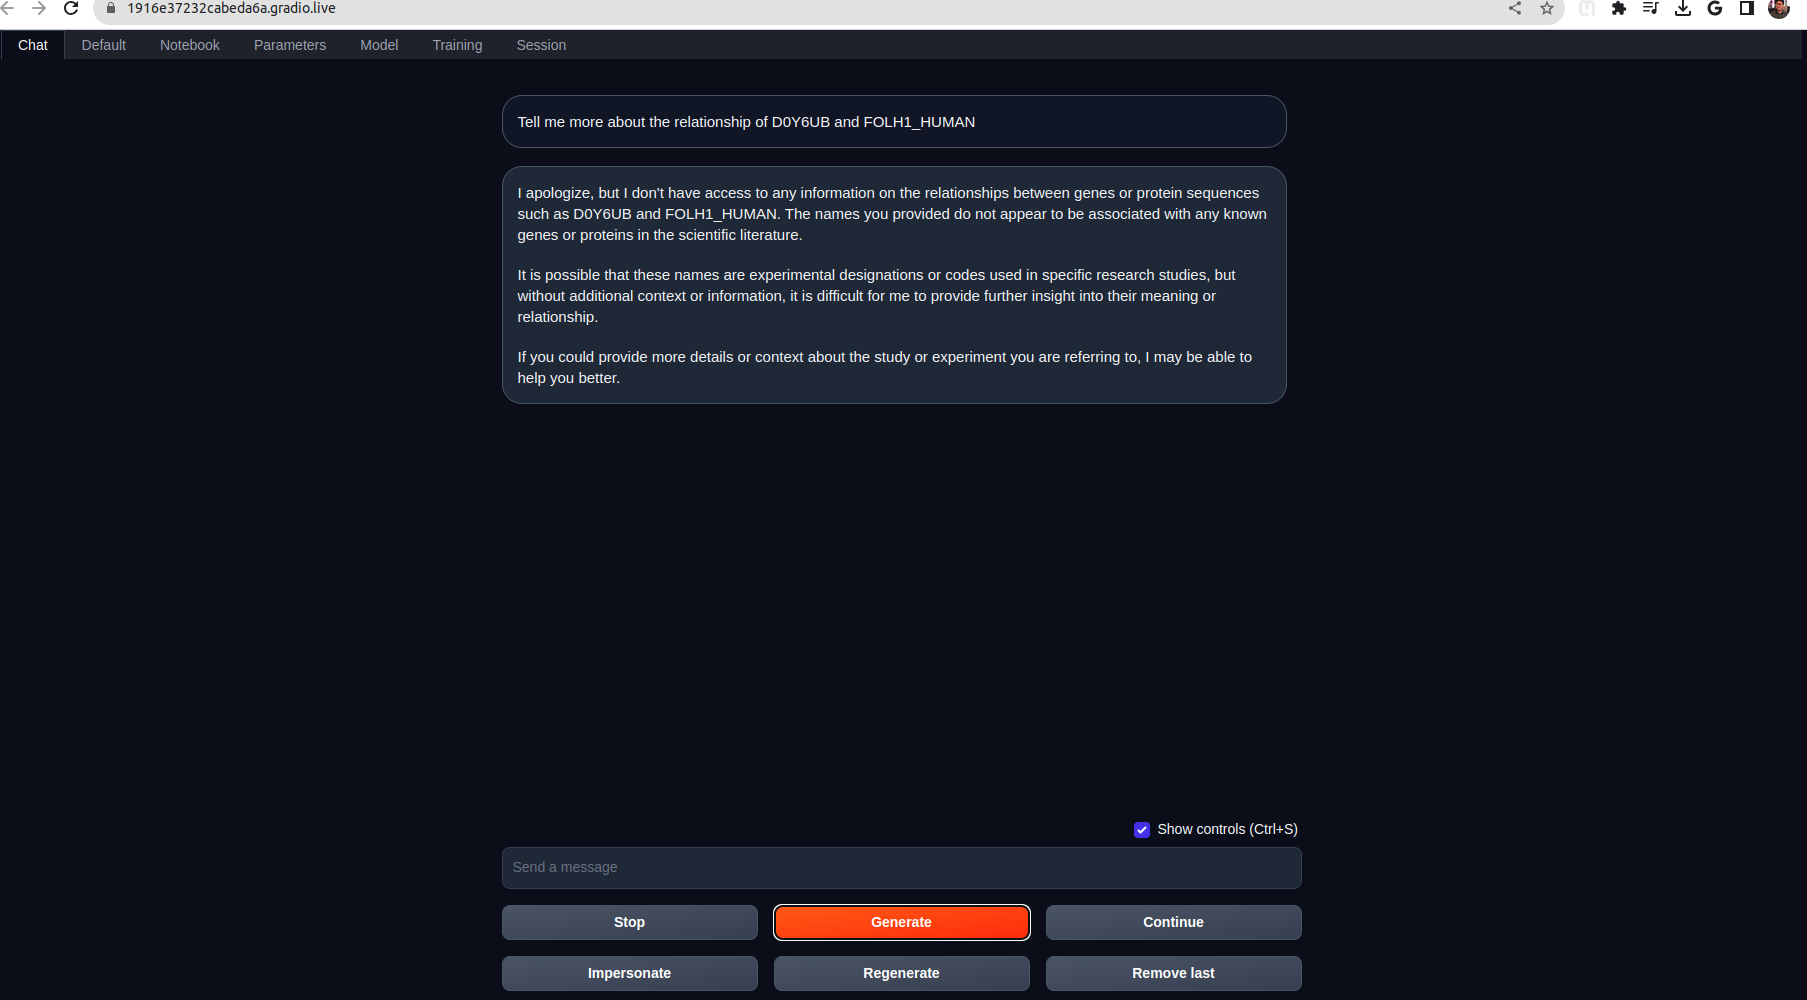 1916e37232cabeda6a.gradio.live
Chat Default Notebook Parameters Model Training Session
Tell me more about the relationship of D0Y6UB and FOLH1_HUMAN
I apologize, but I don't have access to any information on the relationships between genes or protein sequences
such as D0Y6UB and FOLH1_HUMAN. The names you provided do not appear to be associated with any known
genes or proteins in the scientific literature.
It is possible that these names are experimental designations or codes used in specific research studies, but
without additional context or information, it is difficult for me to provide further insight into their meaning or
relationship.
If you could provide more details or context about the study or experiment you are referring to, I may be able to
help you better.
Show controls (Ctrl+S)
Send a message
Stop Generate Continue
Impersonate Regenerate Remove last